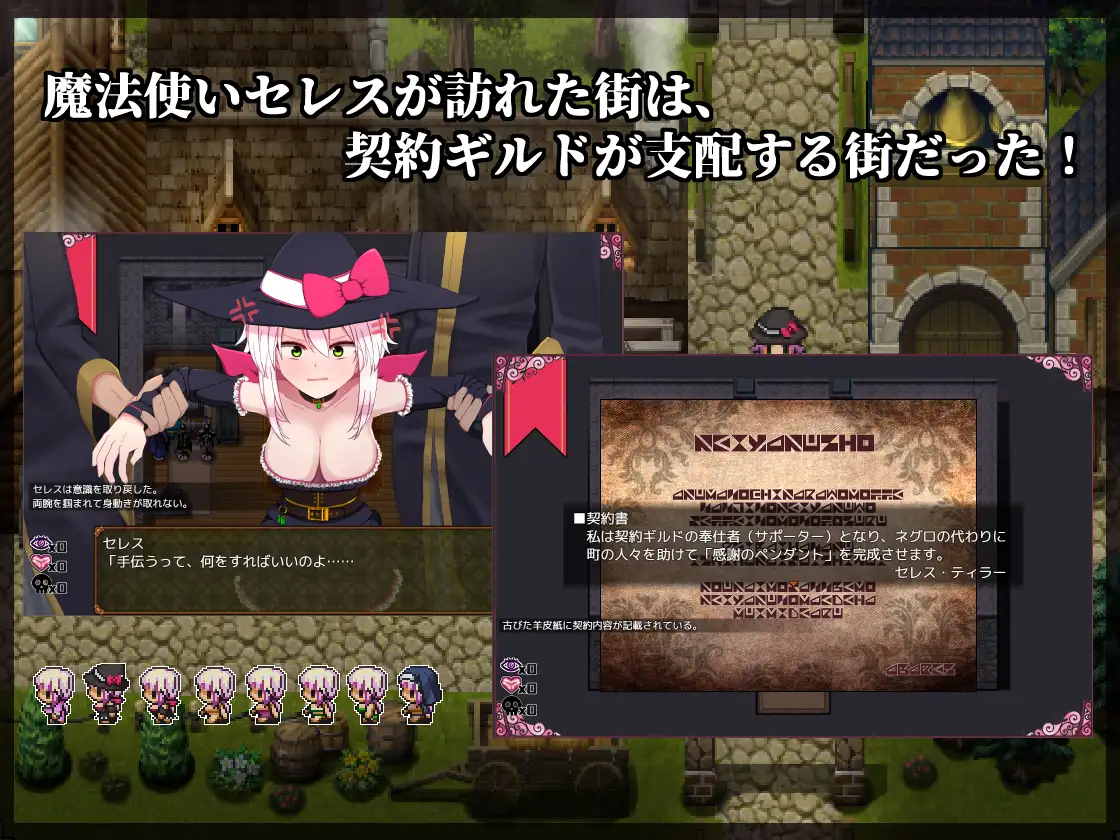 魔法使いセレスが訪れた街は、
契約ギルドが支配する街だった！
セレスは意識を取り戻した。
両腕を掴まれて身動きが取れない。
x0
x0
x0
セレス
「手伝うって、何をすればいいのよ……
■契約書
私は契約ギルドの奉仕者（サポーター）となり、ネグロの代わりに
町の人々を助けて「感謝のペンダント」を完成させます。
セレス・ティラー
古びた羊皮紙に契約内容が記載されている。
x0
x0
x0